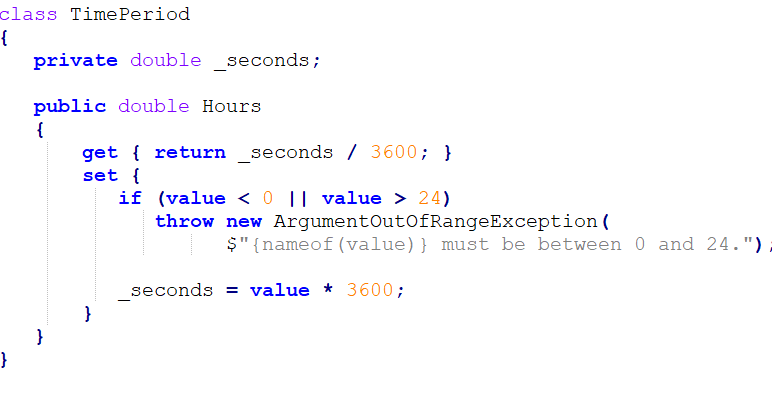 class TimePeriod
{
private double _seconds;
public double Hours
{
get { return _seconds / 3600; }
set {
if (value < 0 || value > 24)
throw new ArgumentOutOfRangeException(
$"{nameof(value)} must be between 0 and 24.");
_seconds = value * 3600;
}
}
}